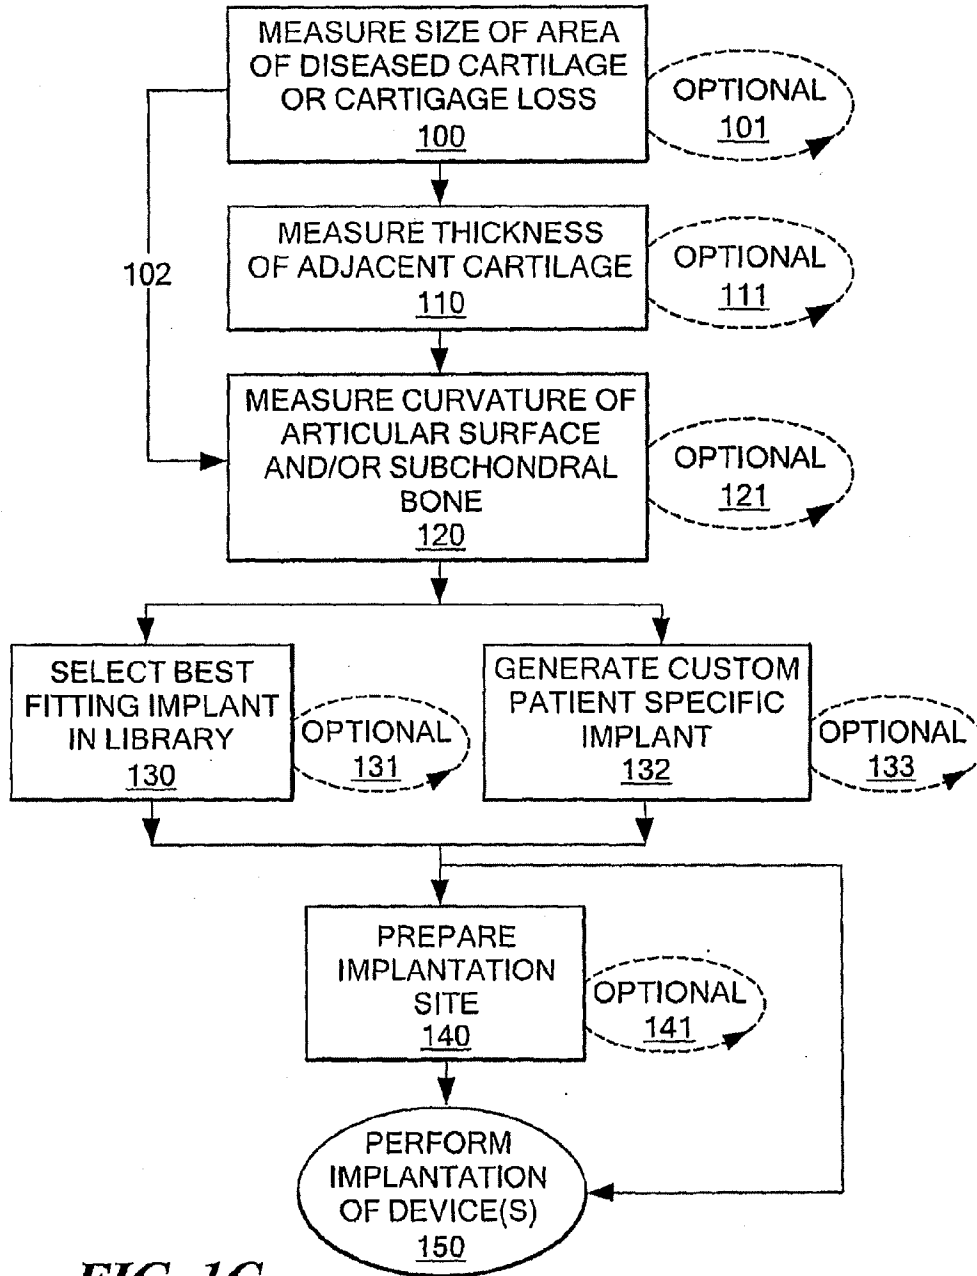 MEASURE SIZE OF AREA
OF DISEASED CARTILAGE
OR CARTIGAGE LOSS
100
OPTIONAL
101
102
MEASURE THICKNESS
OF ADJACENT CARTILAGE
110
OPTIONAL
111
MEASURE CURVATURE OF
ARTICULAR SURFACE
AND/OR SUBCHONDRAL
BONE
120
OPTIONAL
121
SELECT BEST
FITTING IMPLANT
IN LIBRARY
130
OPTIONAL
131
GENERATE CUSTOM
PATIENT SPECIFIC
IMPLANT
132
OPTIONAL
133
PREPARE
IMPLANTATION
SITE
140
OPTIONAL
141
PERFORM
IMPLANTATION
OF DEVICE(S)
150
FIG. 1C